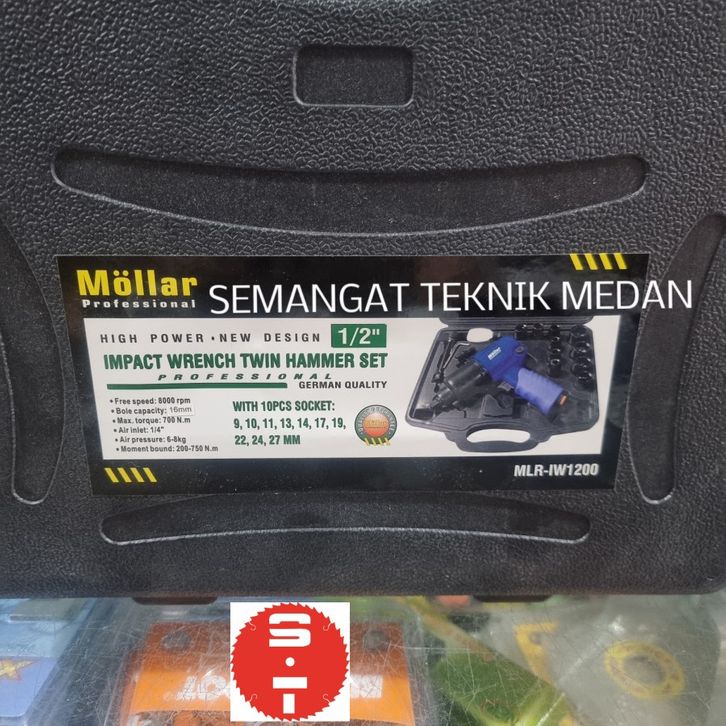 Möllar
Professional
SEMANGAT TEKNIK MEDAN
HIGH POWER • NEW DESIGN 1/2"
IMPACT WRENCH TWIN HAMMER SET
PROFESSIONAL
GERMAN QUALITY
• Free speed: 8000 rpm
• Bole capacity: 16mm
• Max. torque: 700 N.m
• Air inlet: 1/4"
• Air pressure: 6-8kg
• Moment bound: 200-750 N.m
WITH 10PCS SOCKET:
9, 10, 11, 13, 14, 17, 19,
22, 24, 27 MM
Möllar
MLR-IW1200
S•T